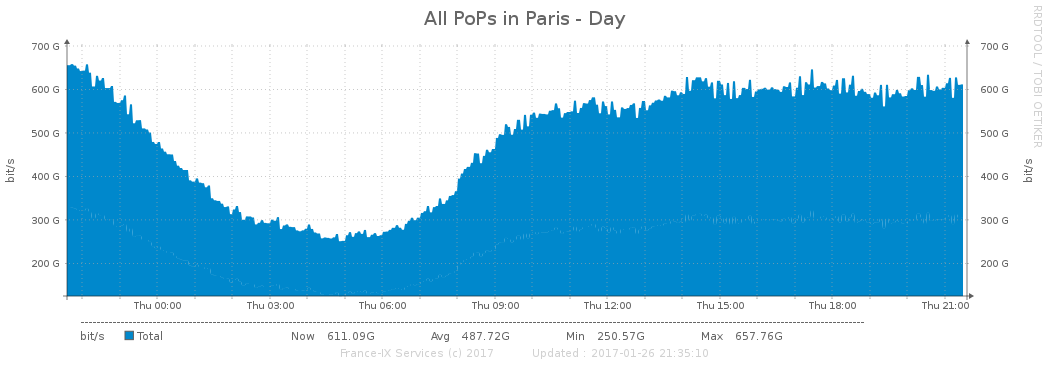 All PoPs in Paris - Day
RRDTOOL / TOBI OETIKER
700 G 700 G
600 G 600 G
500 G 500 G
400 G 400 G
300 G 300 G
200 G 200 G
bit/s bit/s
Thu 00:00 Thu 03:00 Thu 06:00 Thu 09:00 Thu 12:00 Thu 15:00 Thu 18:00 Thu 21:00
bit/s Total Now 611.09G Avg 487.72G Min 250.57G Max 657.76G
France-IX Services (c) 2017 Updated : 2017-01-26 21:35:10